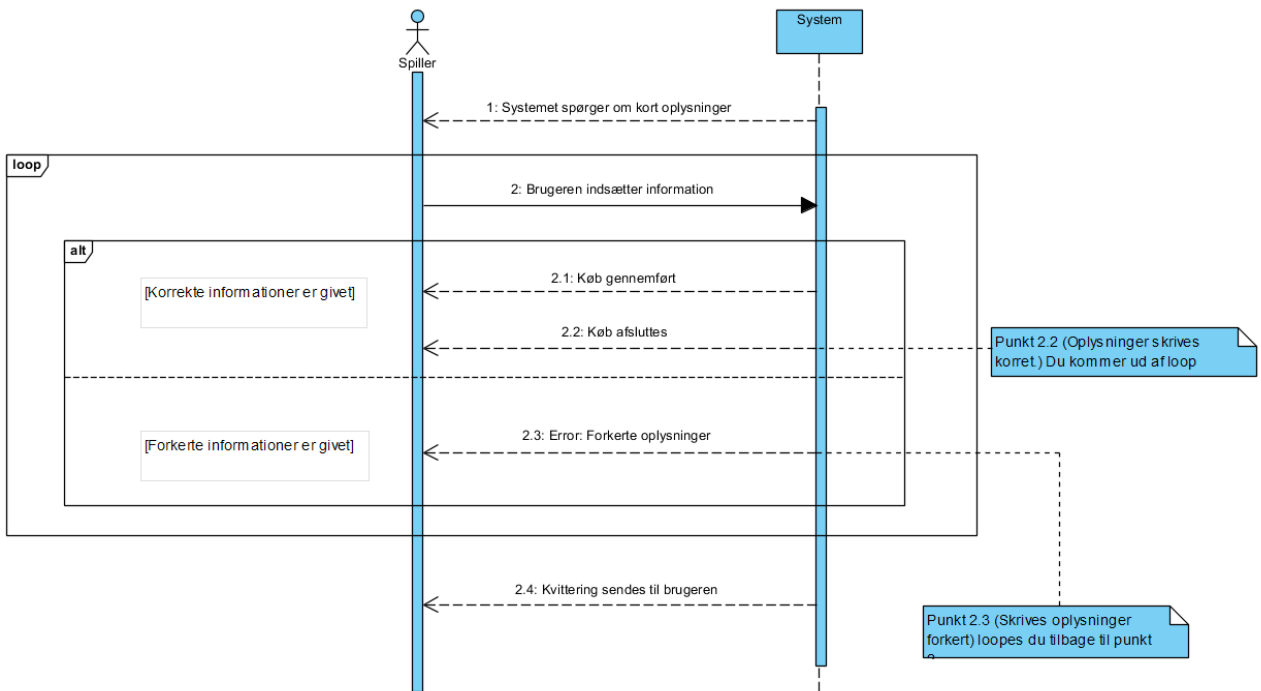 System
Spiller
1: Systemet spørger om kort oplysninger
loop
2: Brugeren indsætter information
alt
2.1: Køb gennemført
[Korrekte informationer er givet]
2.2: Køb afsluttes
Punkt 2.2 (Oplysninger skrives
korret.) Du kommer ud af loop
2.3: Error: Forkerte oplysninger
[Forkerte informationer er givet]
2.4: Kvittering sendes til brugeren
Punkt 2.3 (Skrives oplysninger
forkert) loopes du tilbage til punkt